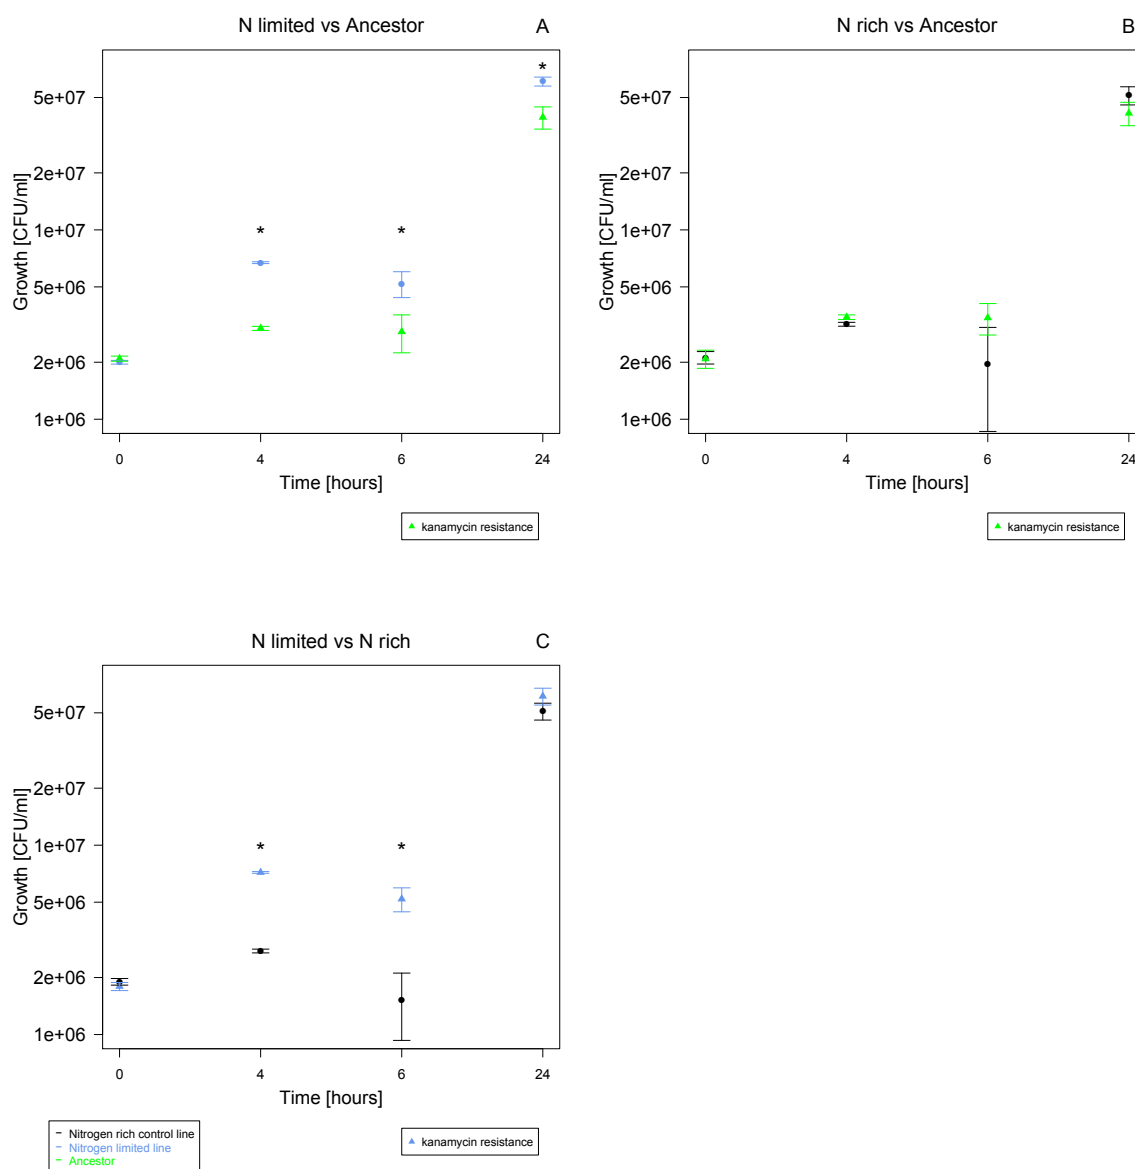 N limited vs Ancestor
A
*
5e+07
2e+07
1e+07
* *
5e+06
2e+06
1e+06
Growth [CFU/ml]
0 4 6 24
Time [hours]
kanamycin resistance
N rich vs Ancestor
B
5e+07
2e+07
1e+07
5e+06
2e+06
1e+06
Growth [CFU/ml]
0 4 6 24
Time [hours]
kanamycin resistance
N limited vs N rich
C
5e+07
2e+07
1e+07
* *
5e+06
2e+06
1e+06
Growth [CFU/ml]
0 4 6 24
Time [hours]
Nitrogen rich control line
Nitrogen limited line
Ancestor
kanamycin resistance